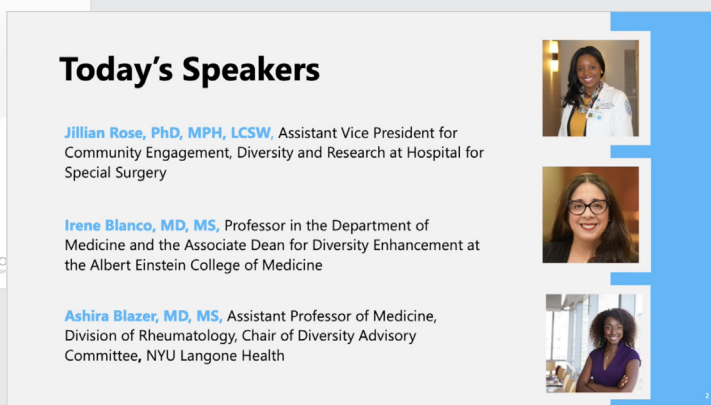 Today's Speakers
Jillian Rose, PhD, MPH, LCSW, Assistant Vice President for
Community Engagement, Diversity and Research at Hospital for
Special Surgery
Irene Blanco, MD, MS, Professor in the Department of
Medicine and the Associate Dean for Diversity Enhancement at
the Albert Einstein College of Medicine
Ashira Blazer, MD, MS, Assistant Professor of Medicine,
Division of Rheumatology, Chair of Diversity Advisory
Committee, NYU Langone Health
2